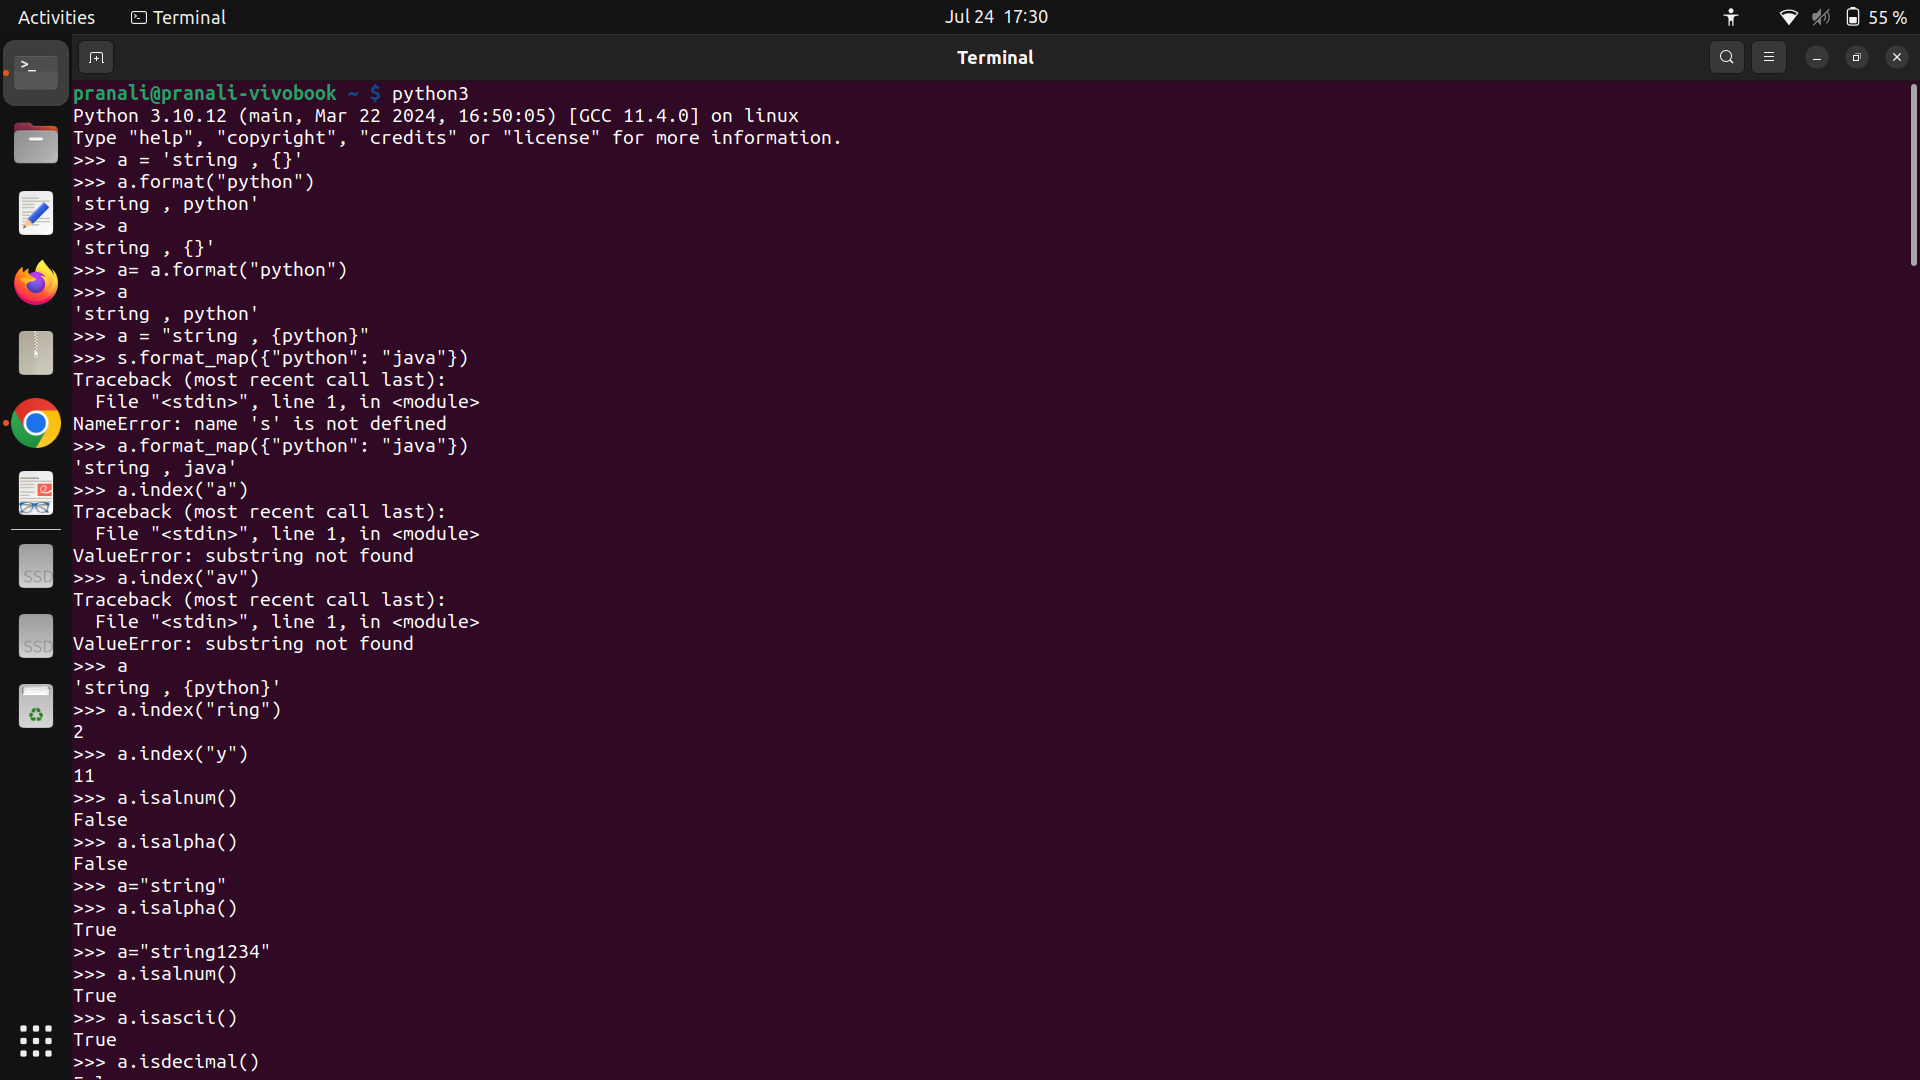 Activities Terminal Jul 24 17:30 55 %
Terminal
pranali@pranali-vivobook ~ $ python3
Python 3.10.12 (main, Mar 22 2024, 16:50:05) [GCC 11.4.0] on linux
Type "help", "copyright", "credits" or "license" for more information.
>>> a = 'string , {}'
>>> a.format("python")
'string , python'
>>> a
'string , {}'
>>> a= a.format("python")
>>> a
'string , python'
>>> a = "string , {python}"
>>> s.format_map({"python": "java"})
Traceback (most recent call last):
  File "<stdin>", line 1, in <module>
NameError: name 's' is not defined
>>> a.format_map({"python": "java"})
'string , java'
>>> a.index("a")
Traceback (most recent call last):
  File "<stdin>", line 1, in <module>
ValueError: substring not found
>>> a.index("av")
Traceback (most recent call last):
  File "<stdin>", line 1, in <module>
ValueError: substring not found
>>> a
'string , {python}'
>>> a.index("ring")
2
>>> a.index("y")
11
>>> a.isalnum()
False
>>> a.isalpha()
False
>>> a="string"
>>> a.isalpha()
True
>>> a="string1234"
>>> a.isalnum()
True
>>> a.isascii()
True
>>> a.isdecimal()
SSD
SSD